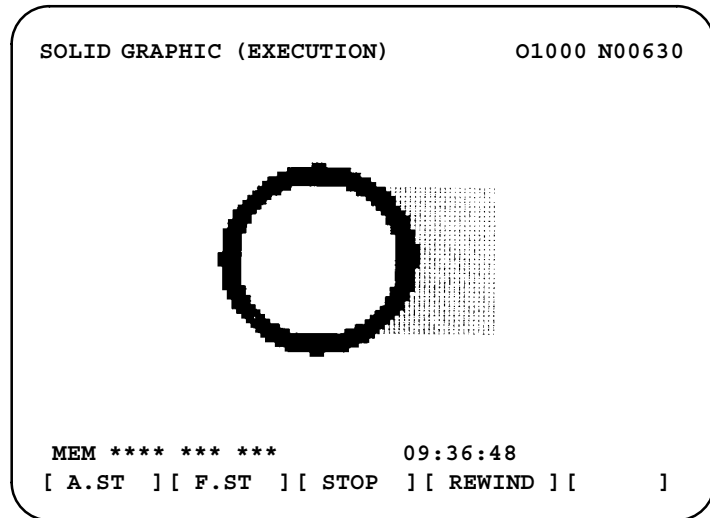 SOLID GRAPHIC (EXECUTION) O1000 N00630
MEM **** *** *** 09:36:48
[ A.ST ] [ F.ST ] [ STOP ] [ REWIND ] [ ]